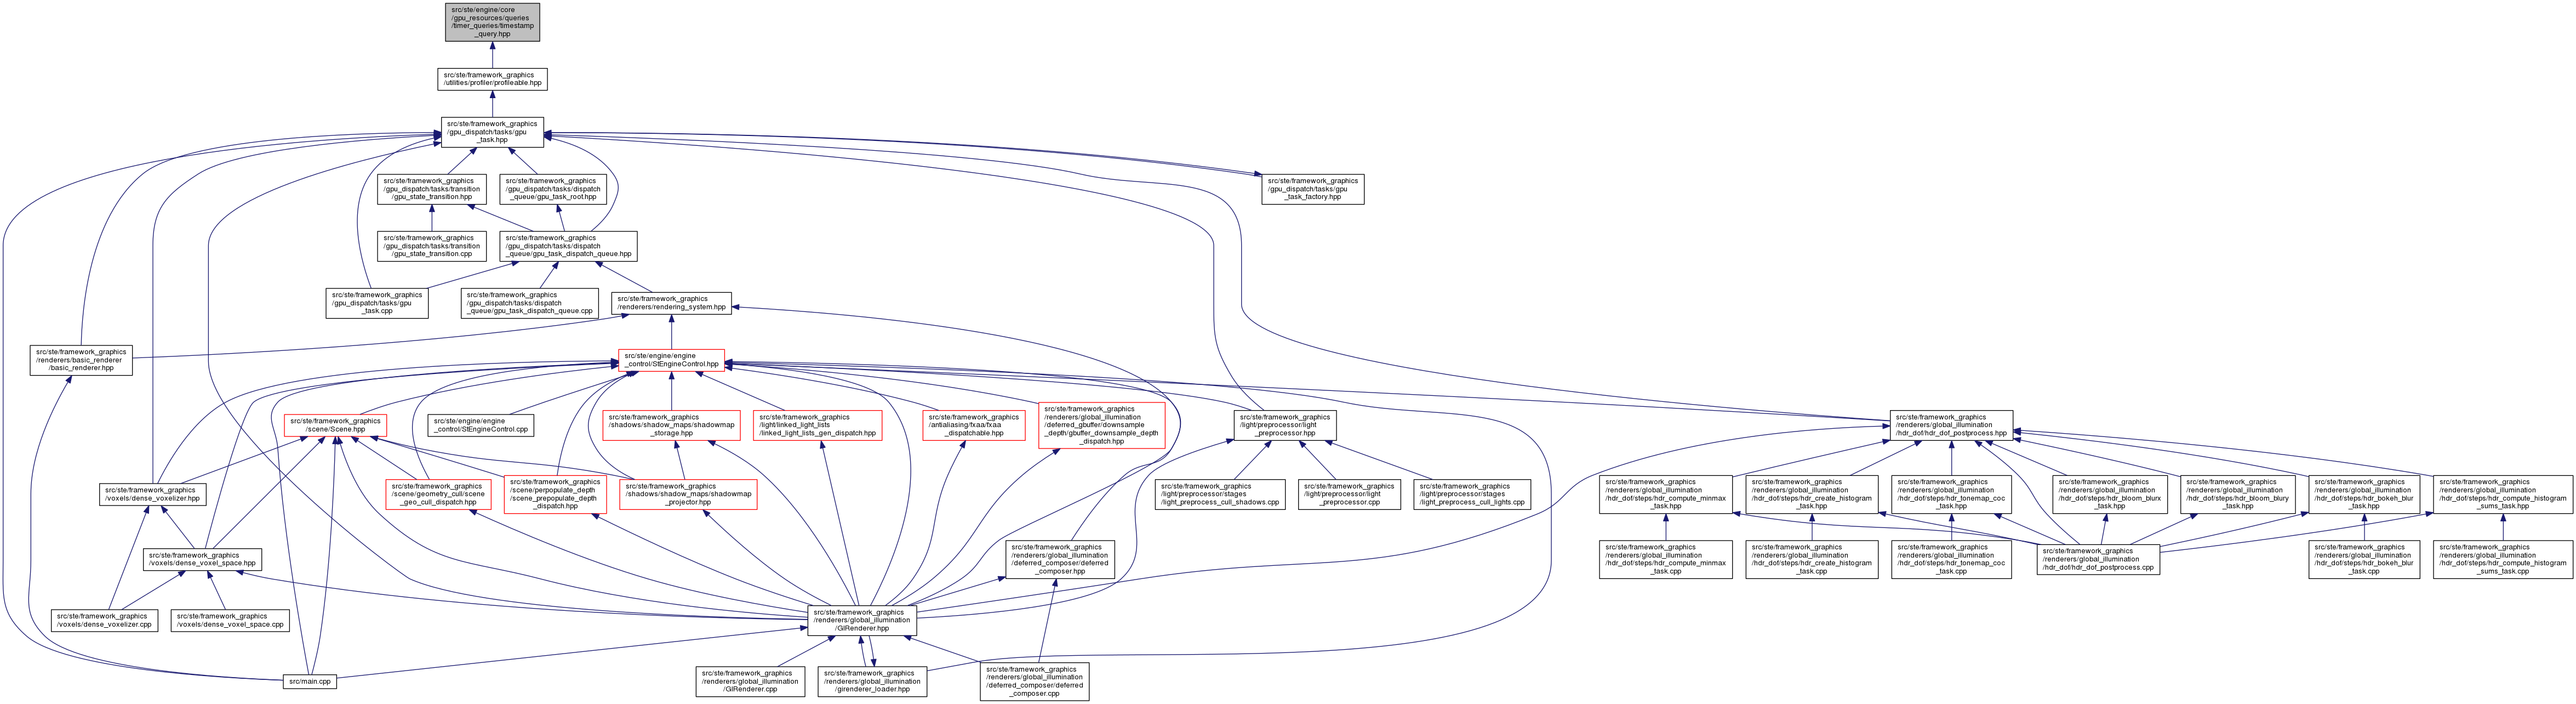 src/ste/engine/core
/gpu_resources/queries
/timer_queries/timestamp
_query.hpp
src/ste/framework_graphics
/utilities/profiler/profileable.hpp
src/ste/framework_graphics
/gpu_dispatch/tasks/gpu
_task.hpp
src/ste/framework_graphics
/gpu_dispatch/tasks/transition
/gpu_state_transition.hpp
src/ste/framework_graphics
/gpu_dispatch/tasks/dispatch
_queue/gpu_task_root.hpp
src/ste/framework_graphics
/gpu_dispatch/tasks/gpu
_task_factory.hpp
src/ste/framework_graphics
/gpu_dispatch/tasks/transition
/gpu_state_transition.cpp
src/ste/framework_graphics
/gpu_dispatch/tasks/dispatch
_queue/gpu_task_dispatch_queue.hpp
src/ste/framework_graphics
/gpu_dispatch/tasks/gpu
_task.cpp
src/ste/framework_graphics
/gpu_dispatch/tasks/dispatch
_queue/gpu_task_dispatch_queue.cpp
src/ste/framework_graphics
/renderers/rendering_system.hpp
src/ste/framework_graphics
/renderers/basic_renderer
/basic_renderer.hpp
src/ste/engine/engine
_control/StEngineControl.hpp
src/ste/framework_graphics
/scene/Scene.hpp
src/ste/engine/engine
_control/StEngineControl.cpp
src/ste/framework_graphics
/shadows/shadow_maps/shadowmap
_storage.hpp
src/ste/framework_graphics
/light/linked_light_lists
/linked_light_lists_gen_dispatch.hpp
src/ste/framework_graphics
/antialiasing/fxaa/fxaa
_dispatchable.hpp
src/ste/framework_graphics
/renderers/global_illumination
/deferred_gbuffer/downsample
_depth/gbuffer_downsample_depth
_dispatch.hpp
src/ste/framework_graphics
/light/preprocessor/light
_preprocessor.hpp
src/ste/framework_graphics
/renderers/global_illumination
/hdr_dof/hdr_dof_postprocess.hpp
src/ste/framework_graphics
/voxels/dense_voxelizer.hpp
src/ste/framework_graphics
/scene/geometry_cull/scene
_geo_cull_dispatch.hpp
src/ste/framework_graphics
/scene/perpopulate_depth
/scene_prepopulate_depth
_dispatch.hpp
src/ste/framework_graphics
/shadows/shadow_maps/shadowmap
_projector.hpp
src/ste/framework_graphics
/light/preprocessor/stages
/light_preprocess_cull_shadows.cpp
src/ste/framework_graphics
/light/preprocessor/light
_preprocessor.cpp
src/ste/framework_graphics
/light/preprocessor/stages
/light_preprocess_cull_lights.cpp
src/ste/framework_graphics
/renderers/global_illumination
/hdr_dof/steps/hdr_compute_minmax
_task.hpp
src/ste/framework_graphics
/renderers/global_illumination
/hdr_dof/steps/hdr_create_histogram
_task.hpp
src/ste/framework_graphics
/renderers/global_illumination
/hdr_dof/steps/hdr_tonemap_coc
_task.hpp
src/ste/framework_graphics
/renderers/global_illumination
/hdr_dof/steps/hdr_bloom_blurx
_task.hpp
src/ste/framework_graphics
/renderers/global_illumination
/hdr_dof/steps/hdr_bloom_blury
_task.hpp
src/ste/framework_graphics
/renderers/global_illumination
/hdr_dof/steps/hdr_bokeh_blur
_task.hpp
src/ste/framework_graphics
/renderers/global_illumination
/hdr_dof/steps/hdr_compute_histogram
_sums_task.hpp
src/ste/framework_graphics
/voxels/dense_voxel_space.hpp
src/ste/framework_graphics
/renderers/global_illumination
/deferred_composer/deferred
_composer.hpp
src/ste/framework_graphics
/renderers/global_illumination
/hdr_dof/steps/hdr_compute_minmax
_task.cpp
src/ste/framework_graphics
/renderers/global_illumination
/hdr_dof/steps/hdr_create_histogram
_task.cpp
src/ste/framework_graphics
/renderers/global_illumination
/hdr_dof/steps/hdr_tonemap_coc
_task.cpp
src/ste/framework_graphics
/renderers/global_illumination
/hdr_dof/hdr_dof_postprocess.cpp
src/ste/framework_graphics
/renderers/global_illumination
/hdr_dof/steps/hdr_bokeh_blur
_task.cpp
src/ste/framework_graphics
/renderers/global_illumination
/hdr_dof/steps/hdr_compute_histogram
_sums_task.cpp
src/ste/framework_graphics
/voxels/dense_voxelizer.cpp
src/ste/framework_graphics
/voxels/dense_voxel_space.cpp
src/ste/framework_graphics
/renderers/global_illumination
/GIRenderer.hpp
src/main.cpp
src/ste/framework_graphics
/renderers/global_illumination
/GIRenderer.cpp
src/ste/framework_graphics
/renderers/global_illumination
/girenderer_loader.hpp
src/ste/framework_graphics
/renderers/global_illumination
/deferred_composer/deferred
_composer.cpp